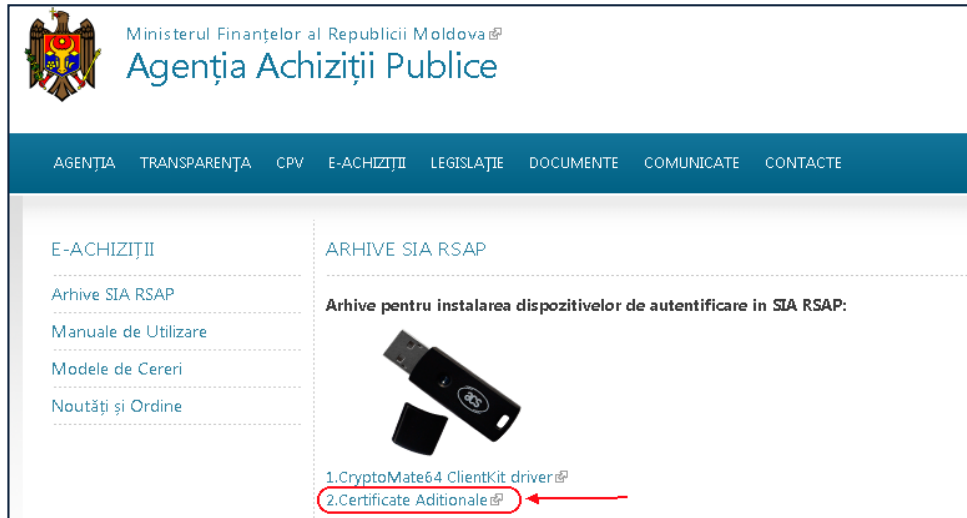 Ministerul Finanțelor al Republicii Moldova
Agenția Achiziții Publice
AGENȚIA TRANSPARENȚA CPV E-ACHIZIȚII LEGISLAȚIE DOCUMENTE COMUNICATE CONTACTE
E-ACHIZIȚII
Arhive SIA RSAP
Manuale de Utilizare
Modele de Cereri
Noutăți și Ordine
ARHIVE SIA RSAP
Arhive pentru instalarea dispozitivelor de autentificare in SIA RSAP:
acs
1.CryptoMate64 ClientKit driver
2.Certificate Aditionale